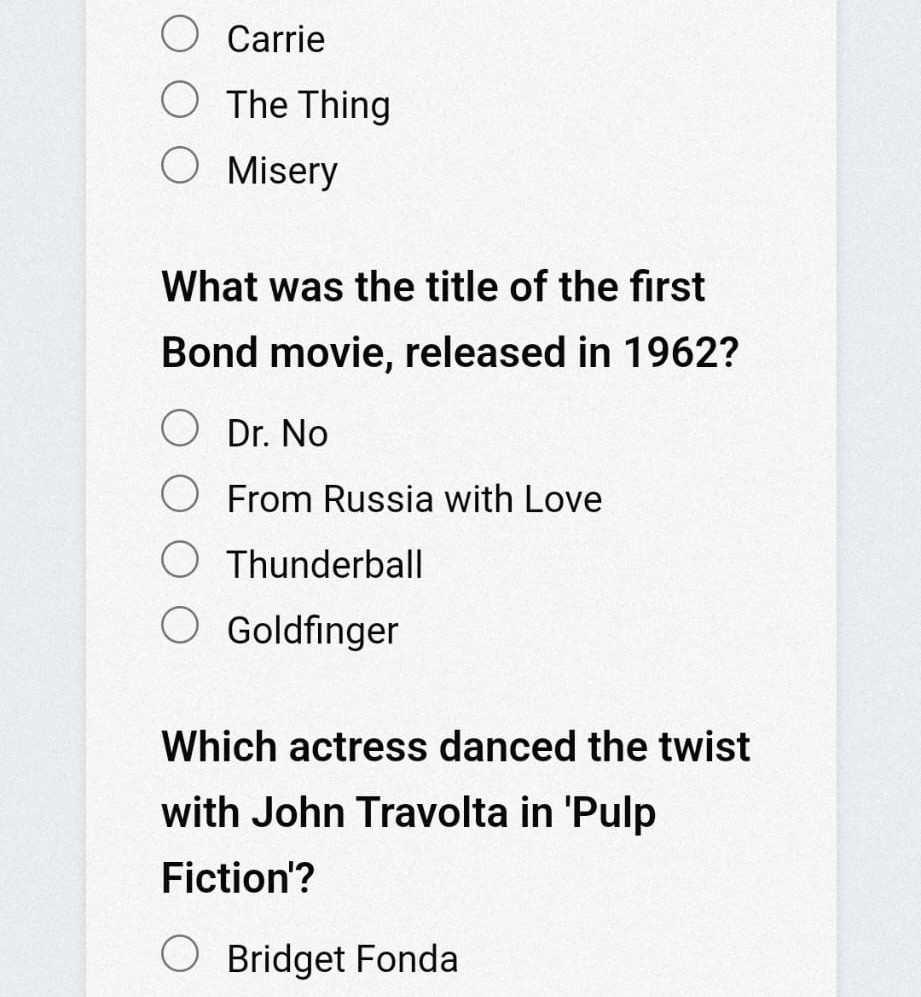 Carrie
The Thing
Misery
What was the title of the first
Bond movie, released in 1962?
Dr. No
From Russia with Love
Thunderball
Goldfinger
Which actress danced the twist
with John Travolta in 'Pulp
Fiction'?
Bridget Fonda